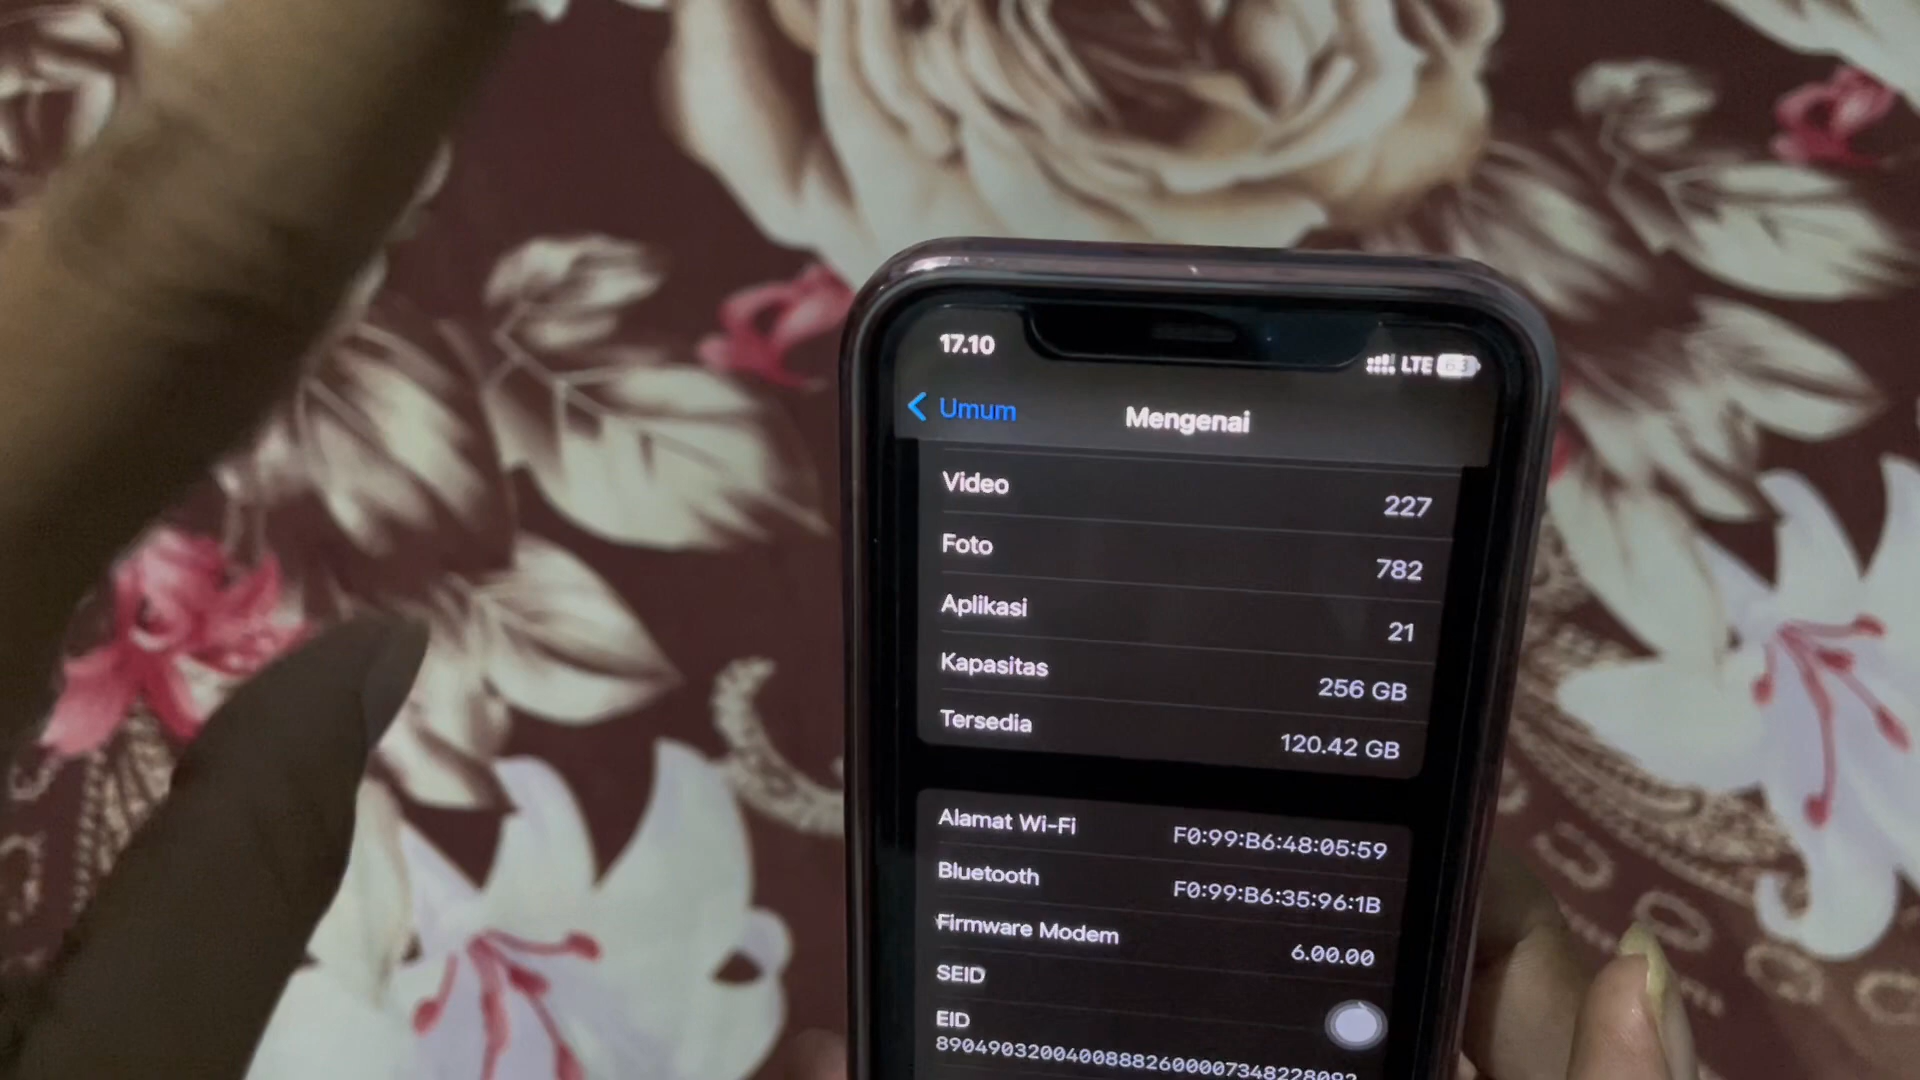 17.10
LTE 63
Umum
Mengenai
Video 227
Foto 782
Aplikasi 21
Kapasitas 256 GB
Tersedia 120.42 GB
Alamat Wi-Fi F0:99:B6:48:05:59
Bluetooth F0:99:B6:35:96:1B
Firmware Modem 6.00.00
SEID
EID